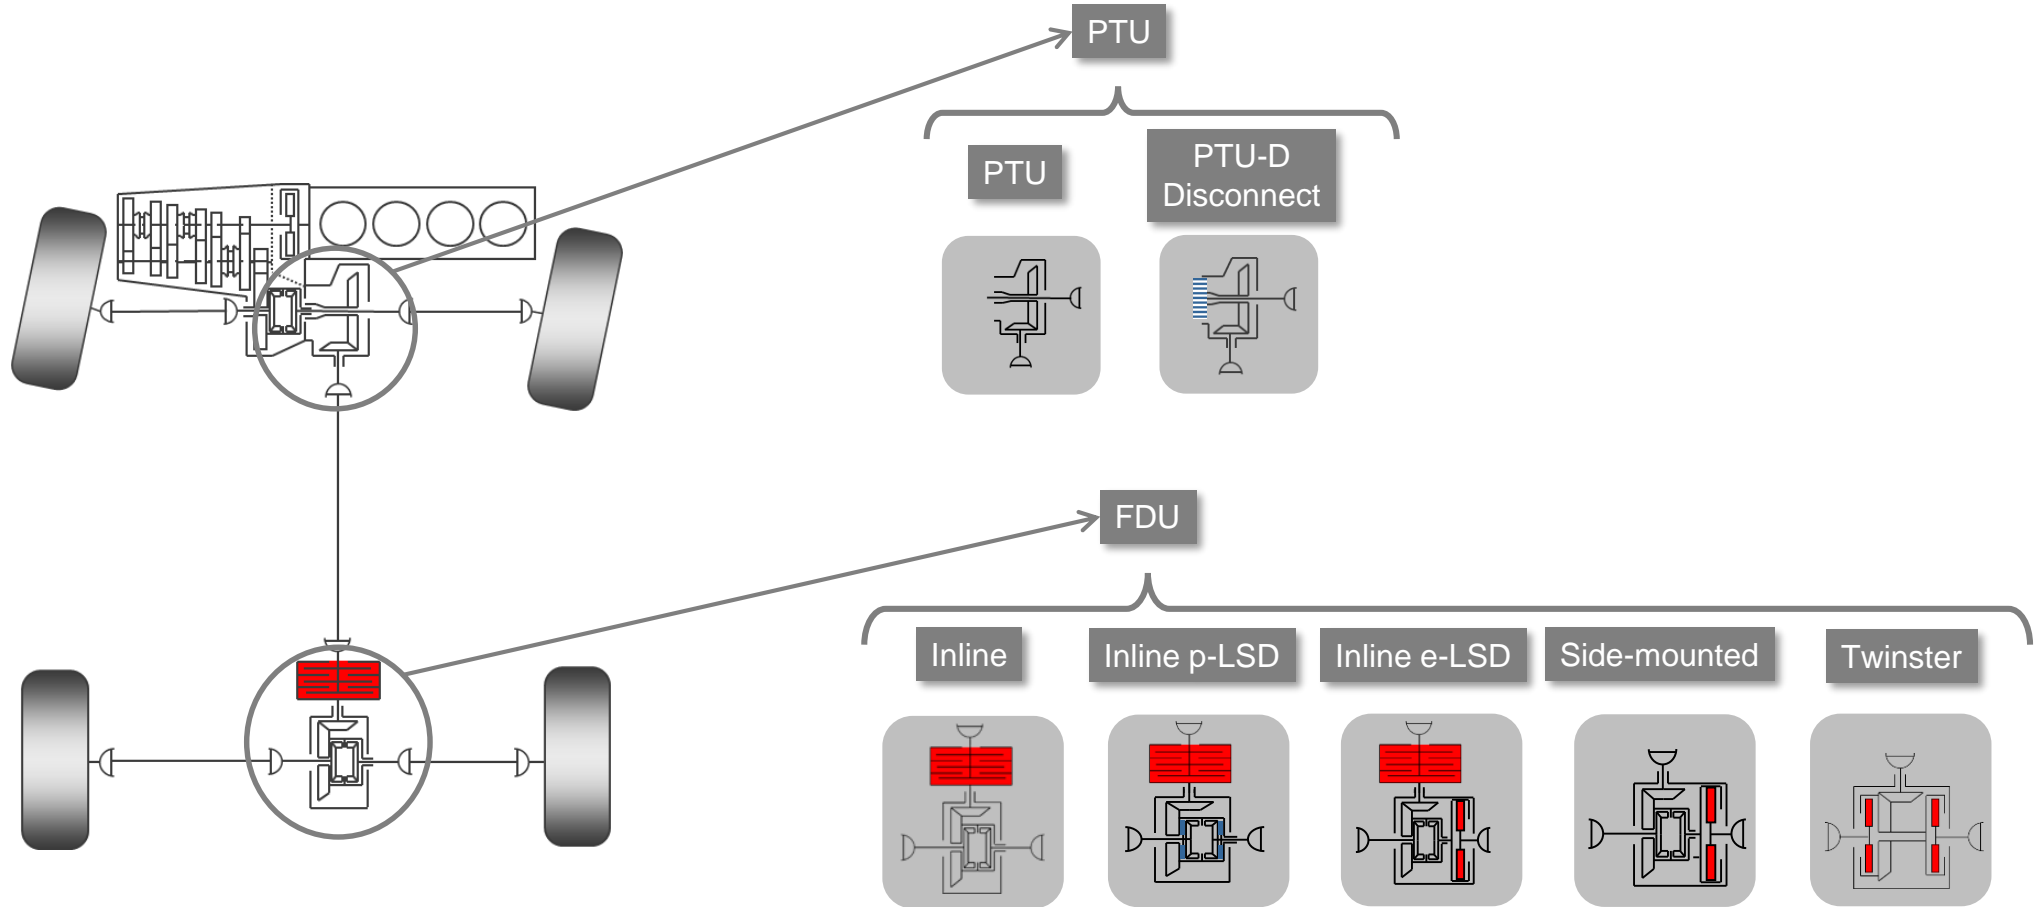 PTU
PTU
PTU-D
Disconnect
FDU
Inline
Inline p-LSD
Inline e-LSD
Side-mounted
Twinster